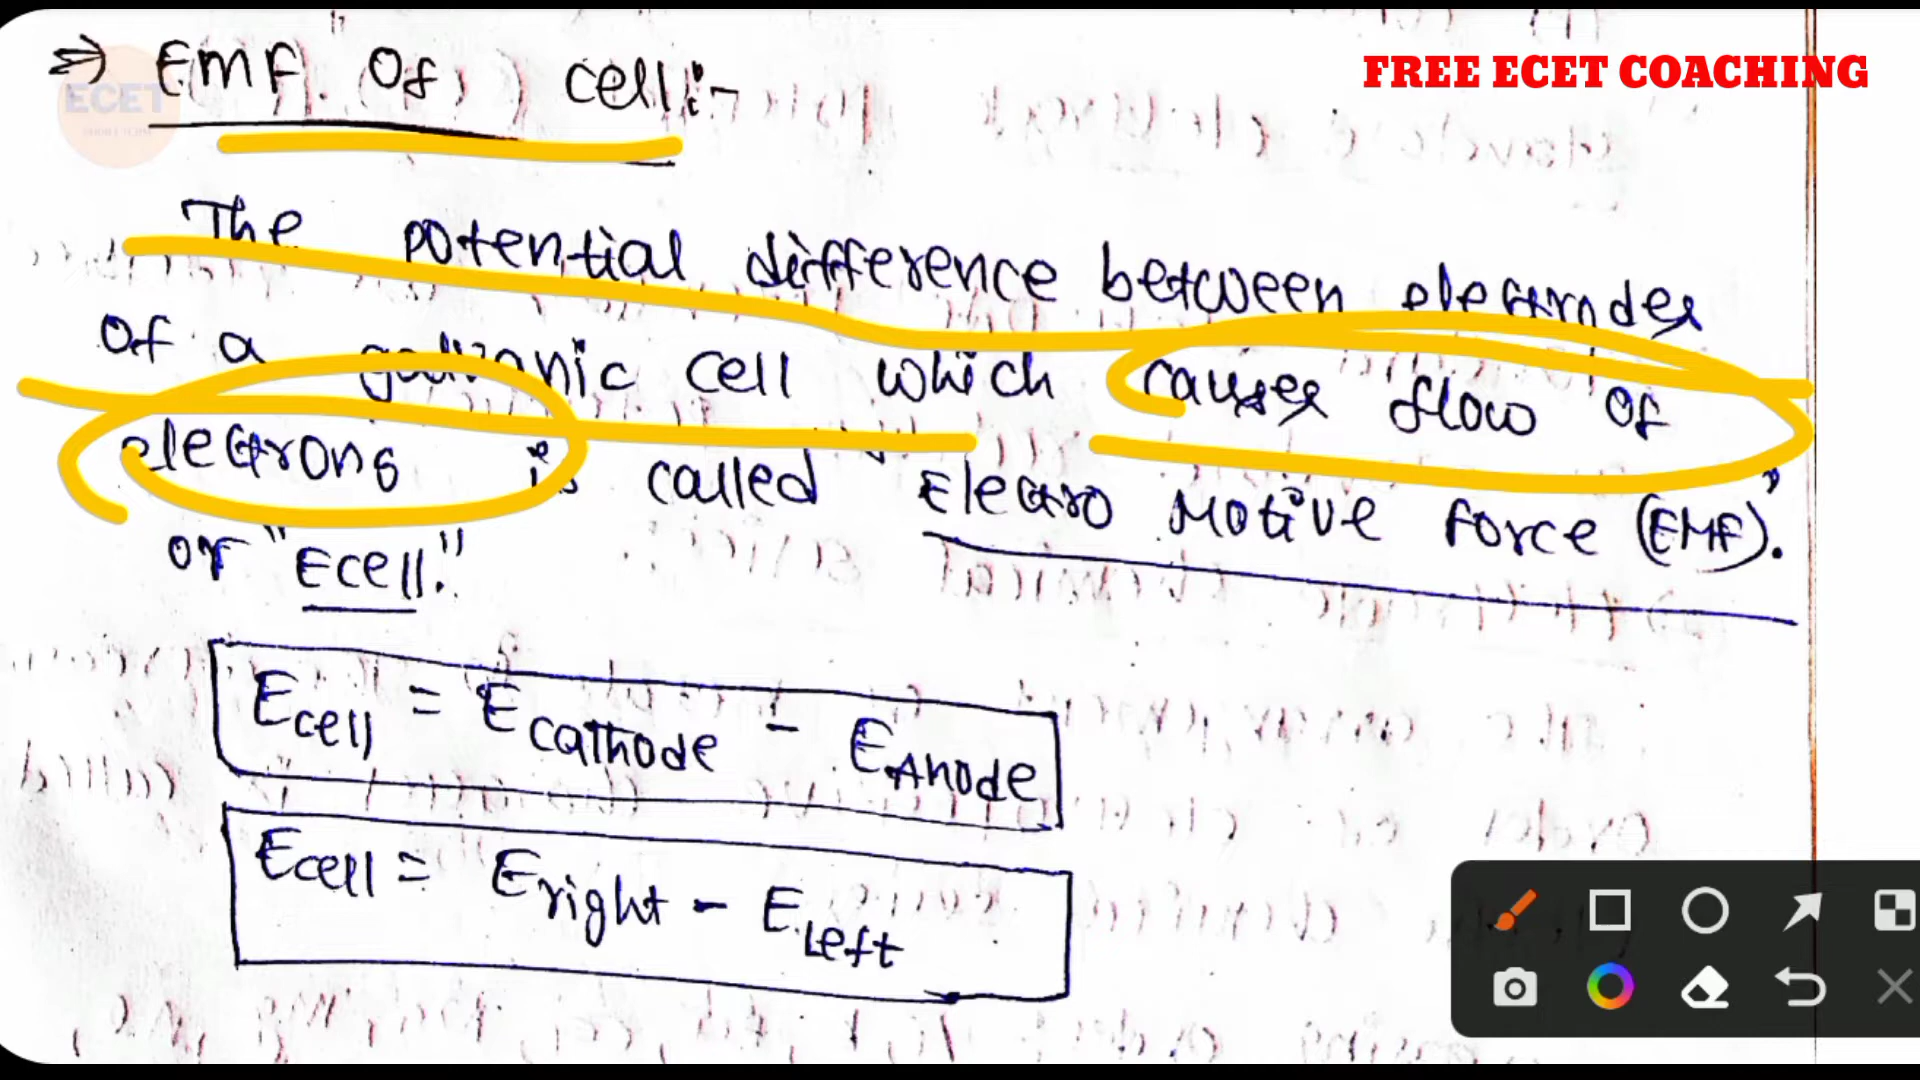 FREE ECET COACHING
ECET
⇒ EMF of cell:-
The potential difference between electrodes
of a galvanic cell which causes flow of
electrons is called "Electro Motive Force (EMF)."
or "Ecell."
Ecell = Ecathode - EAnode
Ecell = Eright - ELeft